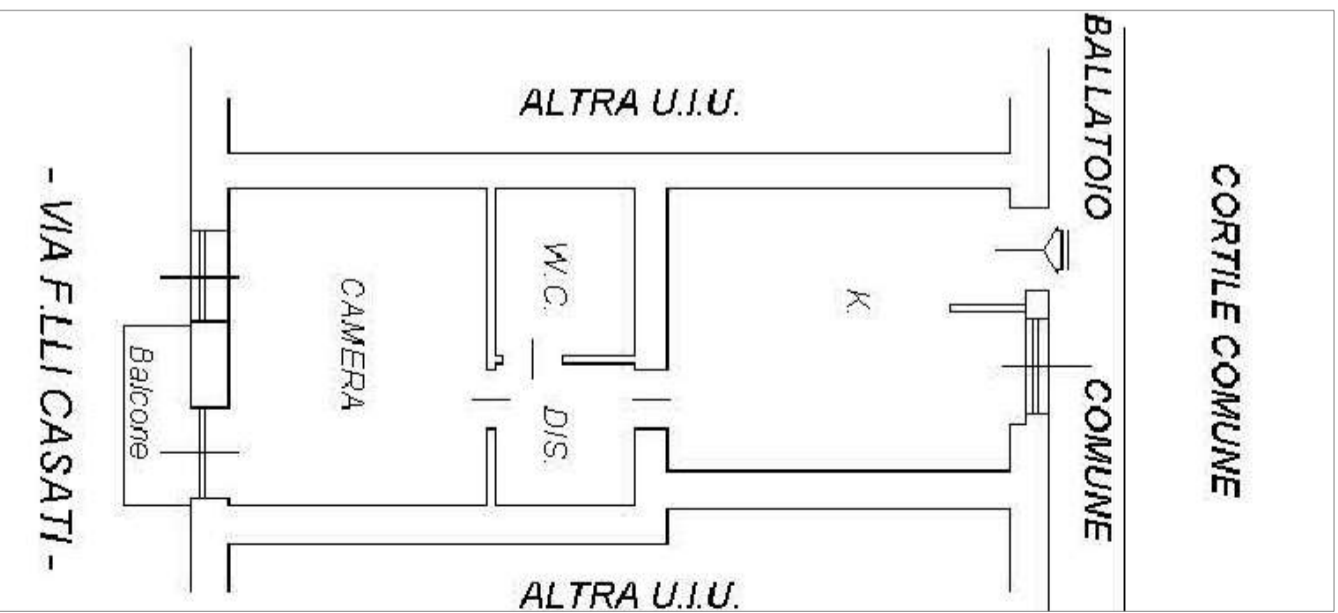 ALTRA U.I.U.
BALLATOIO
COMUNE
CORTILE COMUNE
- VIA F.LLI CASATI -
Balcone
CAMERA
W.C.
DIS.
K.
ALTRA U.I.U.